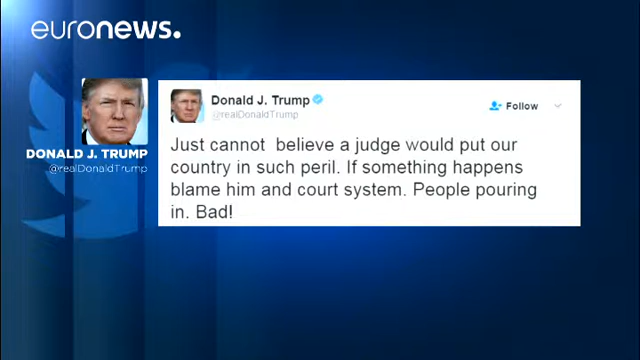 euronews.
DONALD J. TRUMP
@realDonaldTrump
Donald J. Trump
@realDonaldTrump
Follow
Just cannot believe a judge would put our
country in such peril. If something happens
blame him and court system. People pouring
in. Bad!